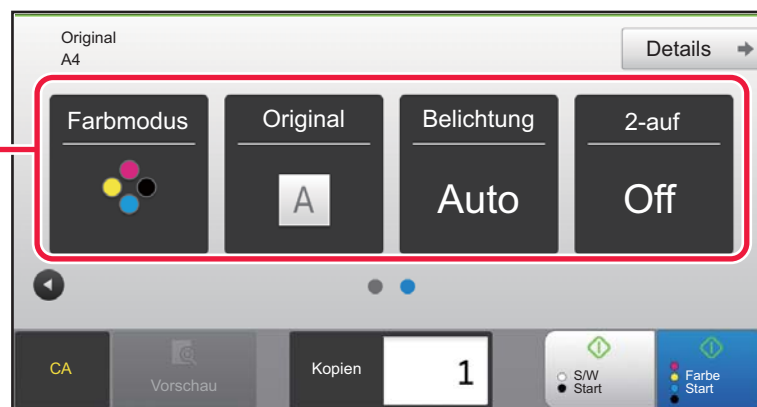 Original
A4
Details
Farbmodus
Original
A
Belichtung
Auto
2-auf
Off
CA
Vorschau
Kopien
1
S/W
Start
Farbe
Start